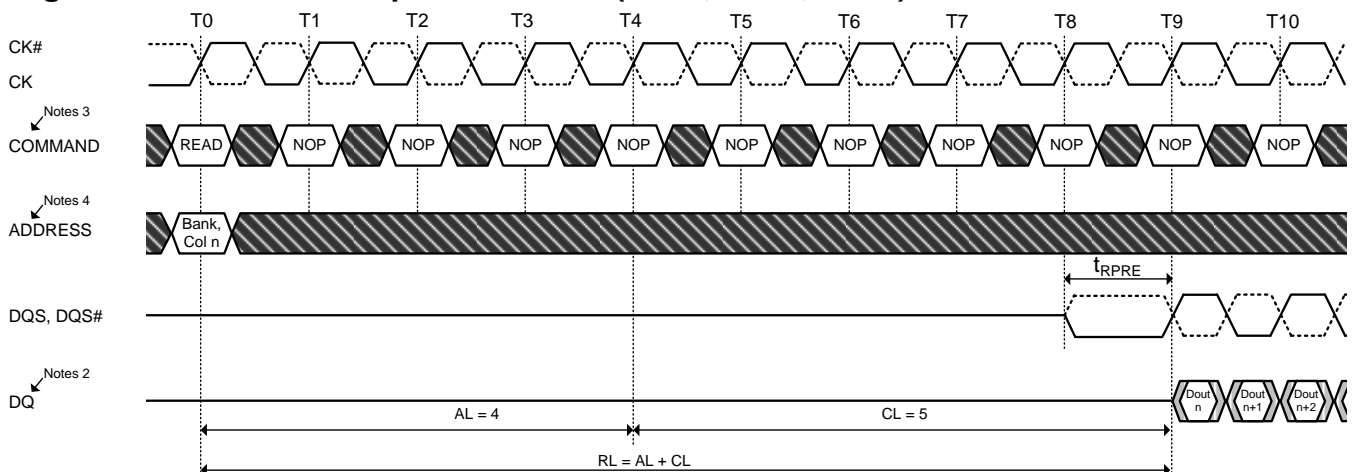 T0 T1 T2 T3 T4 T5 T6 T7 T8 T9 T10
CK#
CK
Notes 3
COMMAND
READ NOP NOP NOP NOP NOP NOP NOP NOP NOP NOP
Notes 4
ADDRESS
Bank,
Col n
tRPRE
DQS, DQS#
Notes 2
DQ
Dout
n
Dout
n+1
Dout
n+2
AL = 4
CL = 5
RL = AL + CL